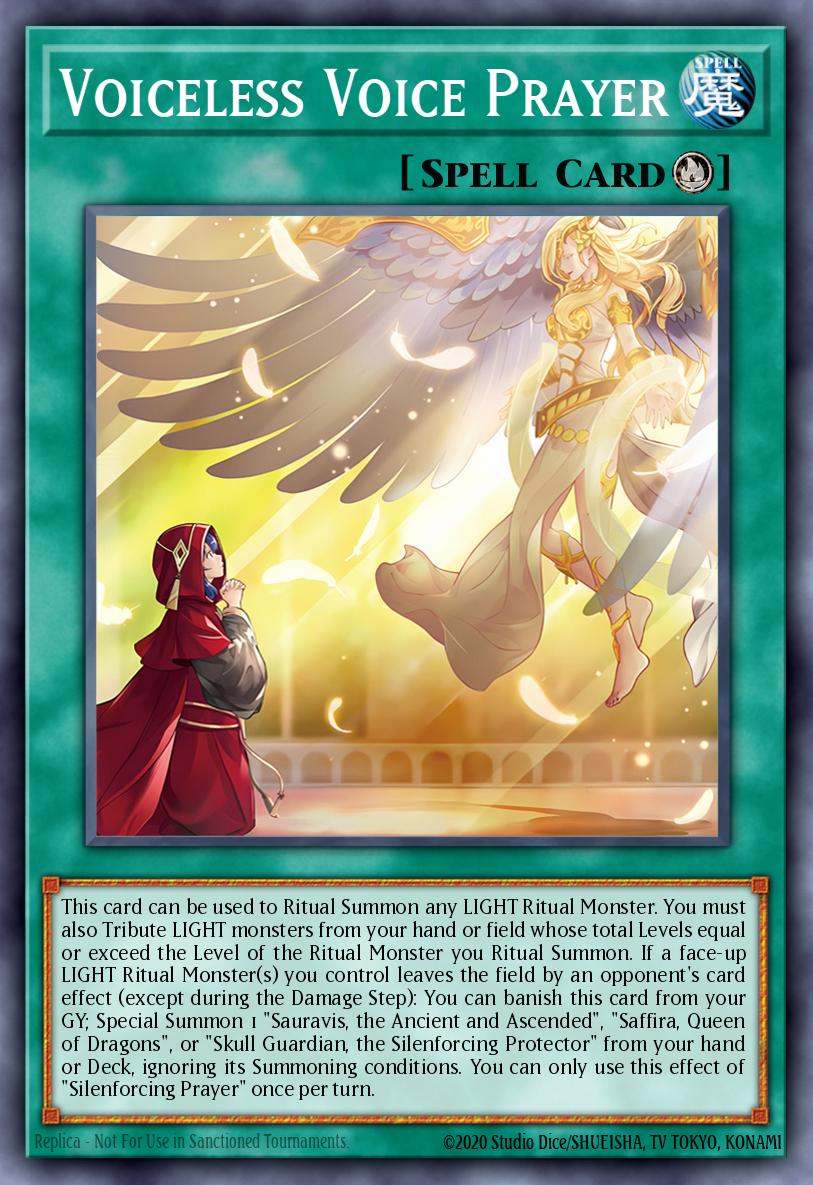 Voiceless Voice Prayer
SPELL
魔
[Spell Card]
This card can be used to Ritual Summon any LIGHT Ritual Monster. You must
also Tribute LIGHT monsters from your hand or field whose total Levels equal
or exceed the Level of the Ritual Monster you Ritual Summon. If a face-up
LIGHT Ritual Monster(s) you control leaves the field by an opponent's card
effect (except during the Damage Step): You can banish this card from your
GY; Special Summon 1 "Sauravis, the Ancient and Ascended", "Saffira, Queen
of Dragons", or "Skull Guardian, the Silenforcing Protector" from your hand
or Deck, ignoring its Summoning conditions. You can only use this effect of
"Silenforcing Prayer" once per turn.
Replica - Not For Use in Sanctioned Tournaments.
©2020 Studio Dice/SHUEISHA, TV TOKYO, KONAMI